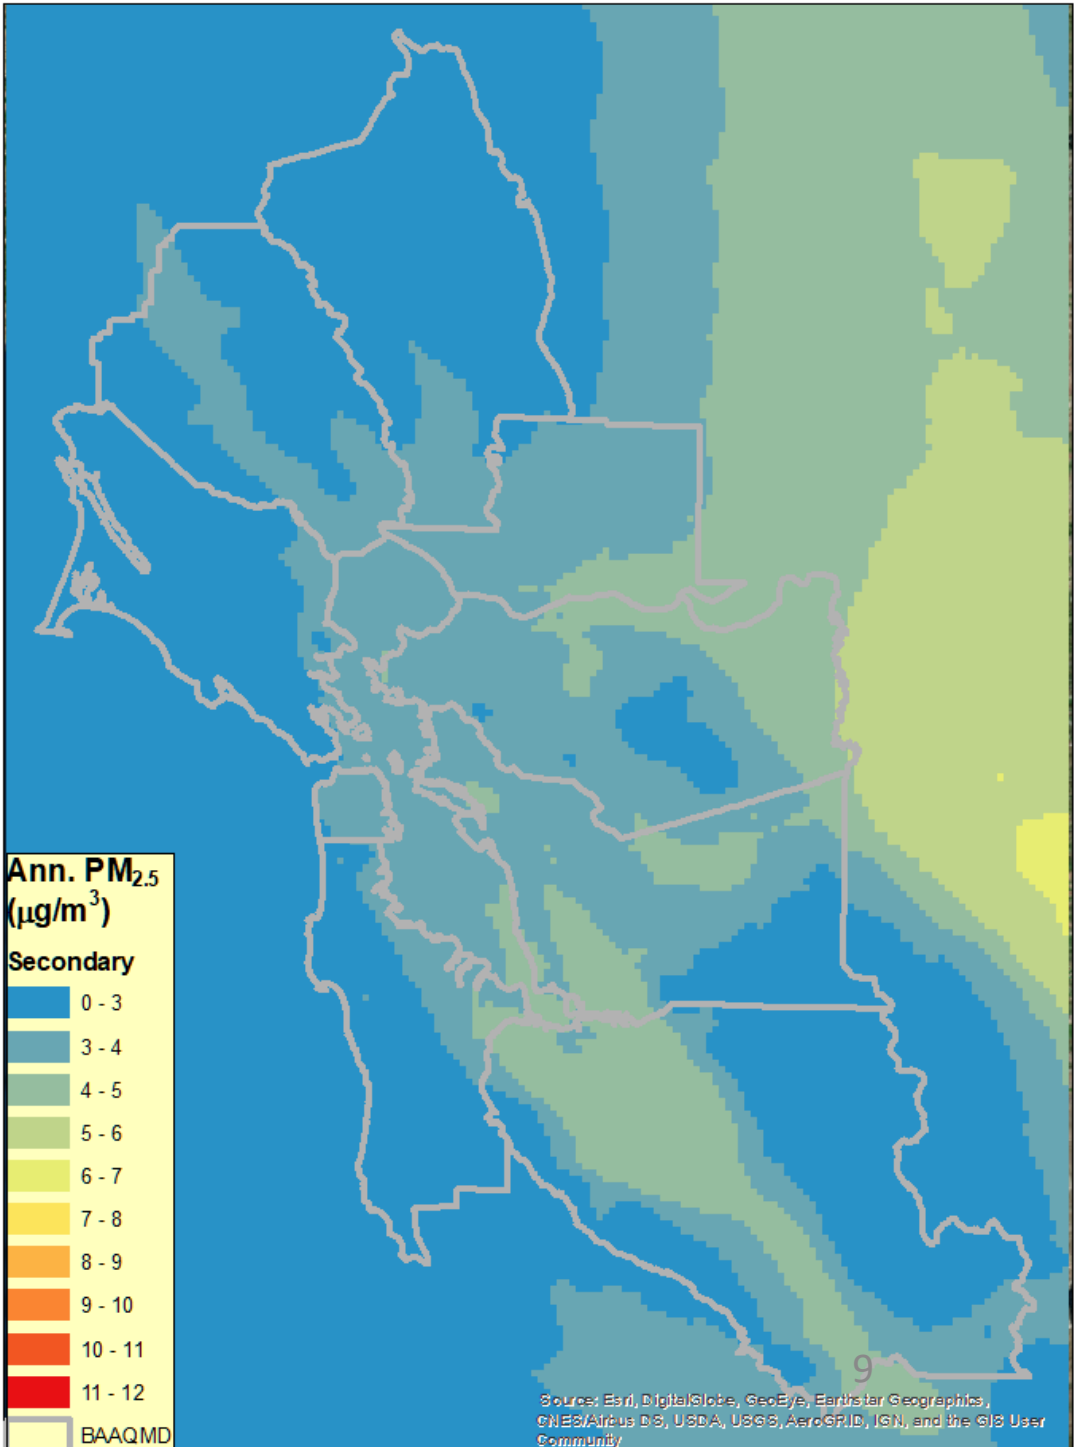 Ann. PM2.5
(µg/m3)
Secondary
0 - 3
3 - 4
4 - 5
5 - 6
6 - 7
7 - 8
8 - 9
9 - 10
10 - 11
11 - 12
BAAQMD
9
Source: Esri, DigitalGlobe, GeoEye, Earthstar Geographics,
CNES/Airbus DS, USDA, USGS, AeroGRID, IGN, and the GIS User
Community